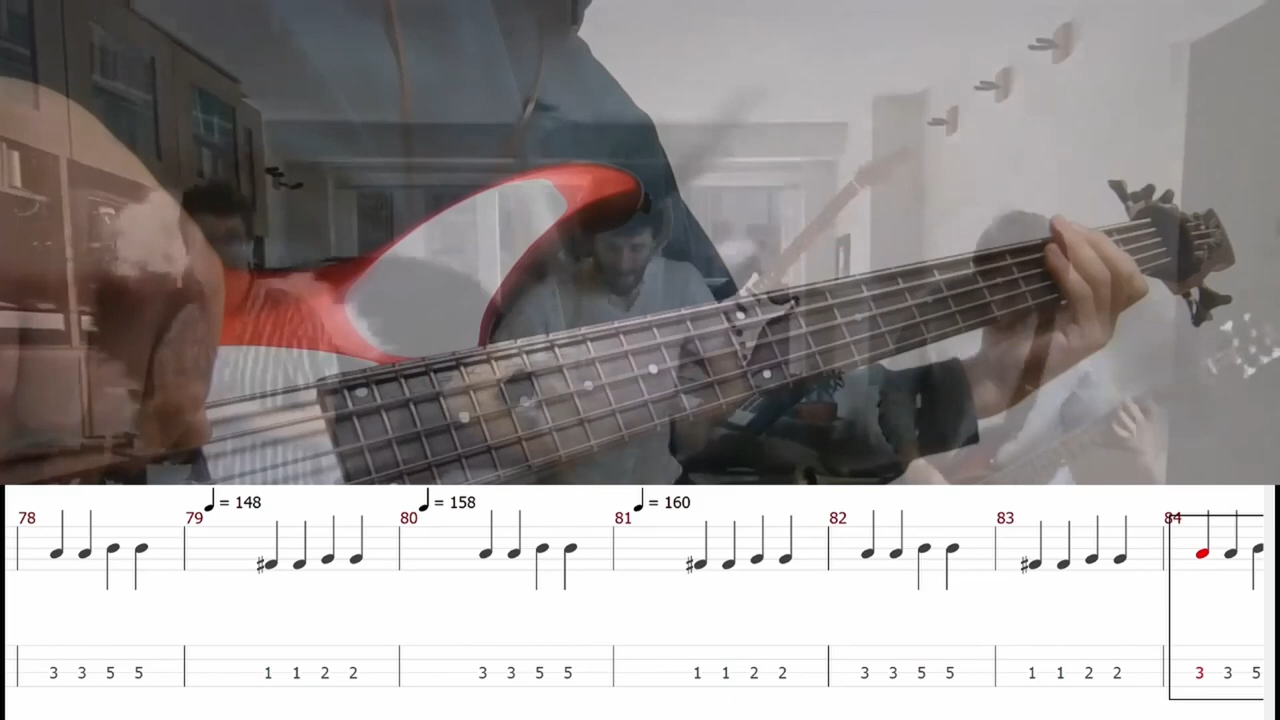 ♩ = 148 ♩ = 158 ♩ = 160
78 79 80 81 82 83 84
3 3 5 5 1 1 2 2 3 3 5 5 1 1 2 2 3 3 5 5 1 1 2 2 3 3 5